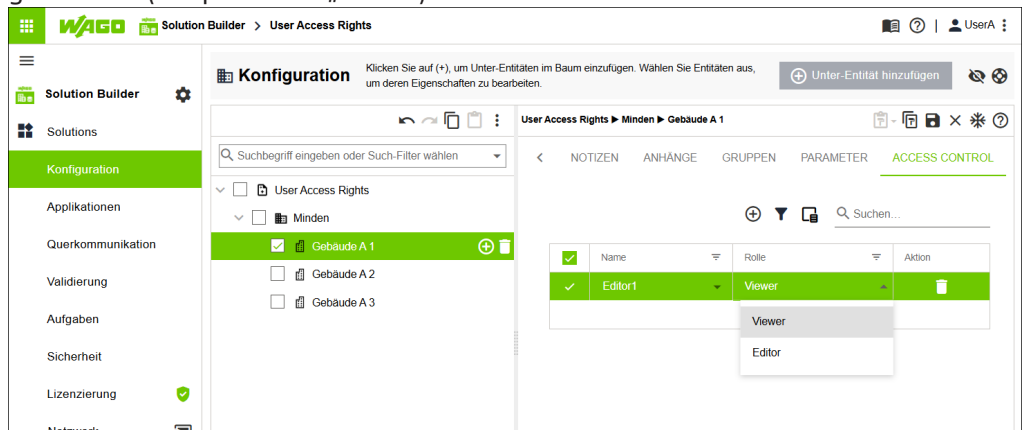 WAGO Solution Builder > User Access Rights | UserA
Konfiguration Klicken Sie auf (+), um Unter-Entitäten im Baum einzufügen. Wählen Sie Entitäten aus,
um deren Eigenschaften zu bearbeiten.
Unter-Entität hinzufügen
Solution Builder
Solutions
Konfiguration
Applikationen
Querkommunikation
Validierung
Aufgaben
Sicherheit
Lizenzierung
Suchbegriff eingeben oder Such-Filter wählen
User Access Rights
Minden
Gebäude A 1
Gebäude A 2
Gebäude A 3
User Access Rights ▶ Minden ▶ Gebäude A 1
NOTIZEN ANHÄNGE GRUPPEN PARAMETER ACCESS CONTROL
Suchen...
Name Rolle Aktion
Editor1 Viewer
Viewer
Editor